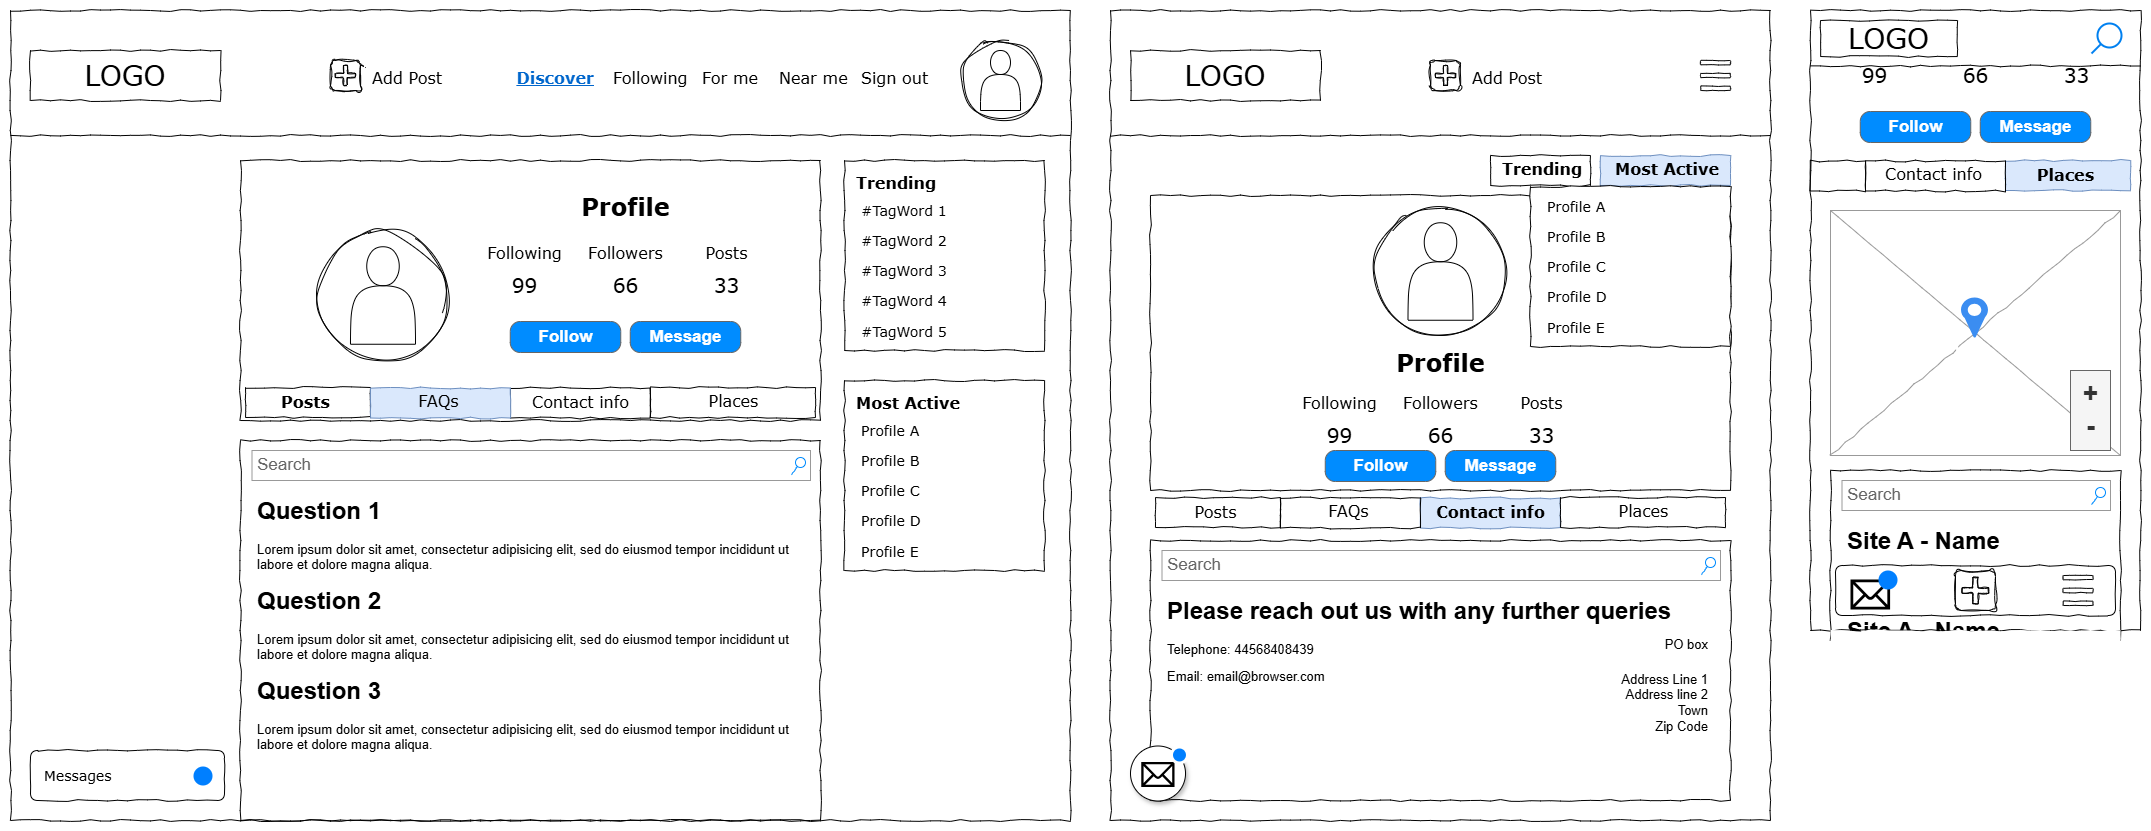 LOGO
Add Post
Discover Following For me Near me Sign out
Profile
Following Followers Posts
99 66 33
Follow Message
Posts FAQs Contact info Places
Search
Question 1
Lorem ipsum dolor sit amet, consectetur adipisicing elit, sed do eiusmod tempor incididunt ut
labore et dolore magna aliqua.
Question 2
Lorem ipsum dolor sit amet, consectetur adipisicing elit, sed do eiusmod tempor incididunt ut
labore et dolore magna aliqua.
Question 3
Lorem ipsum dolor sit amet, consectetur adipisicing elit, sed do eiusmod tempor incididunt ut
labore et dolore magna aliqua.
Messages
Trending
#TagWord 1
#TagWord 2
#TagWord 3
#TagWord 4
#TagWord 5
Most Active
Profile A
Profile B
Profile C
Profile D
Profile E
LOGO
Add Post
Trending Most Active
Profile A
Profile B
Profile C
Profile D
Profile E
Profile
Following Followers Posts
99 66 33
Follow Message
Posts FAQs Contact info Places
Search
Please reach out us with any further queries
Telephone: 44568408439
Email: email@browser.com
PO box
Address Line 1
Address line 2
Town
Zip Code
LOGO
99 66 33
Follow Message
Contact info Places
+
-
Search
Site A - Name
Site A - Name